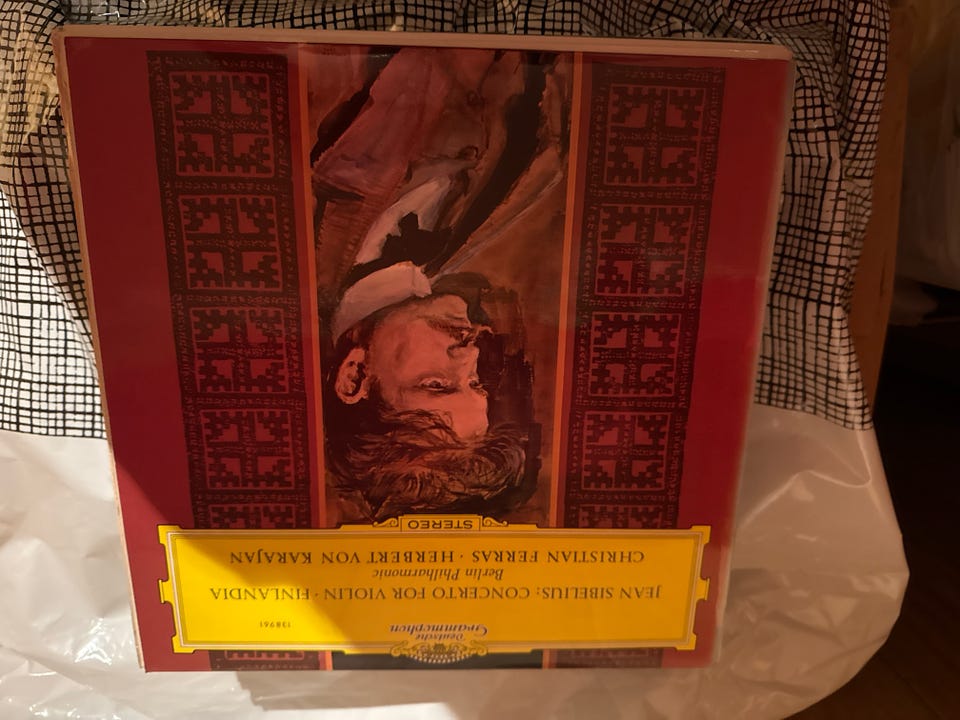 Deutsche
Grammophon
138961
JEAN SIBELIUS: CONCERTO FOR VIOLIN · FINLANDIA
Berlin Philharmonic
CHRISTIAN FERRAS · HERBERT VON KARAJAN
STEREO